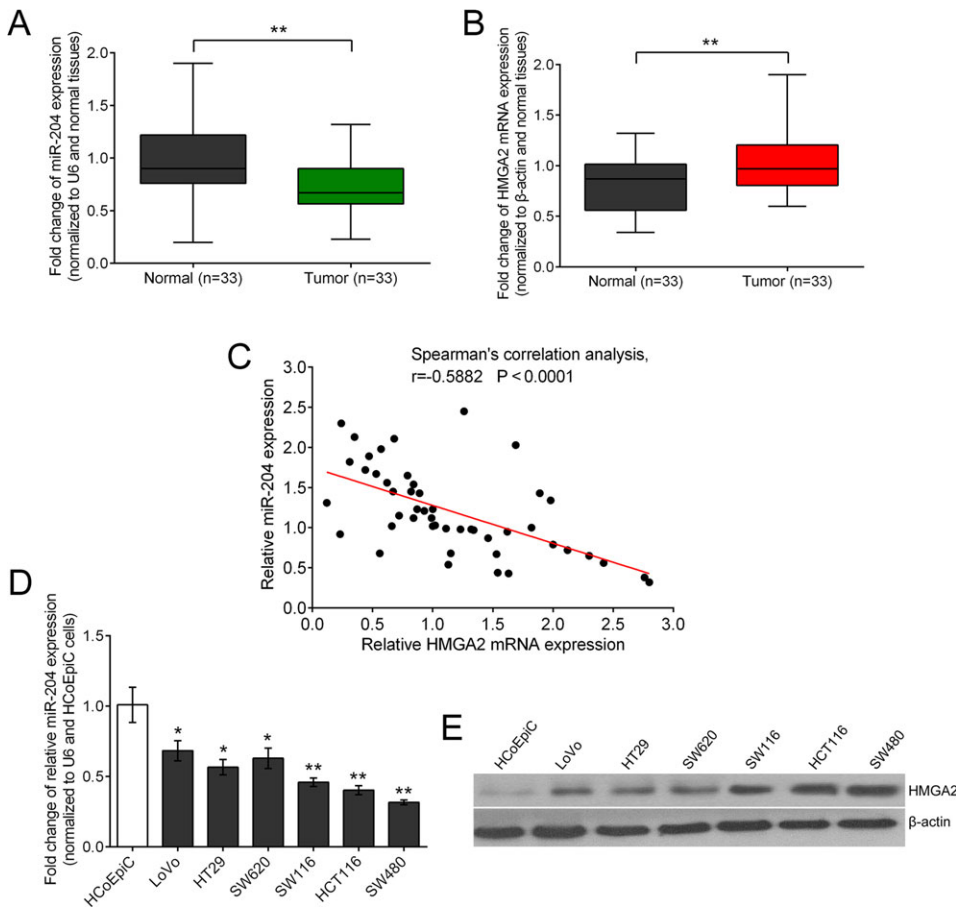 A
Fold change of miR-204 expression
(normalized to U6 and normal tissues)
2.0
1.5
1.0
0.5
0.0
**
Normal (n=33)
Tumor (n=33)
B
Fold change of HMGA2 mRNA expression
(normalized to β-actin and normal tissues)
2.0
1.5
1.0
0.5
0.0
**
Normal (n=33)
Tumor (n=33)
C
Spearman's correlation analysis,
r=-0.5882 P<0.0001
Relative miR-204 expression
3.0
2.5
2.0
1.5
1.0
0.5
0.0
0.0 0.5 1.0 1.5 2.0 2.5 3.0
Relative HMGA2 mRNA expression
D
Fold change of relative miR-204 expression
(normalized to U6 and HCoEpiC cells)
1.5
1.0
0.5
0.0
* * * ** ** **
HCoEpiC
LoVo
HT29
SW620
SW116
HCT116
SW480
E
HCoEpiC
LoVo
HT29
SW620
SW116
HCT116
SW480
HMGA2
β-actin